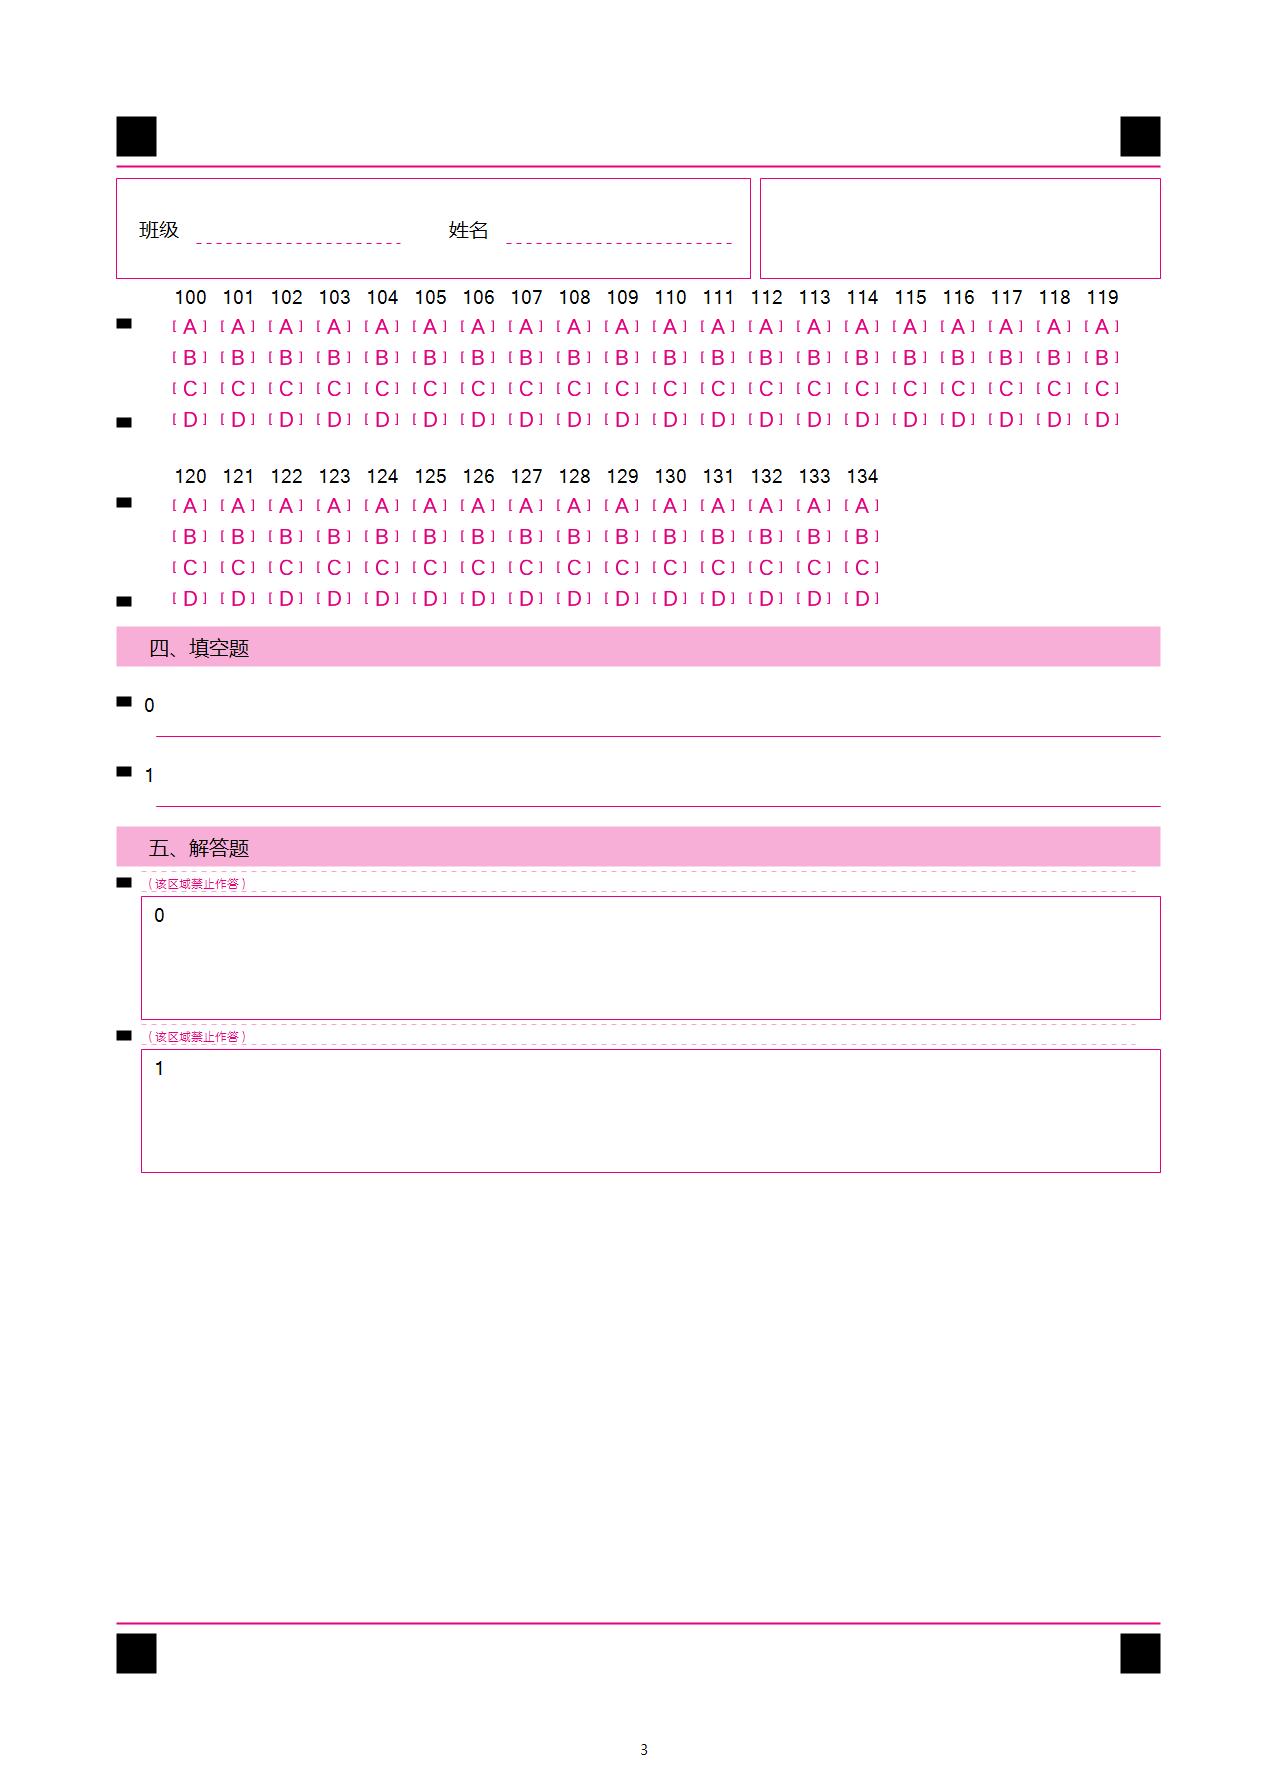 班级 姓名
100 101 102 103 104 105 106 107 108 109 110 111 112 113 114 115 116 117 118 119
[A] [A] [A] [A] [A] [A] [A] [A] [A] [A] [A] [A] [A] [A] [A] [A] [A] [A] [A] [A]
[B] [B] [B] [B] [B] [B] [B] [B] [B] [B] [B] [B] [B] [B] [B] [B] [B] [B] [B] [B]
[C] [C] [C] [C] [C] [C] [C] [C] [C] [C] [C] [C] [C] [C] [C] [C] [C] [C] [C] [C]
[D] [D] [D] [D] [D] [D] [D] [D] [D] [D] [D] [D] [D] [D] [D] [D] [D] [D] [D] [D]
120 121 122 123 124 125 126 127 128 129 130 131 132 133 134
[A] [A] [A] [A] [A] [A] [A] [A] [A] [A] [A] [A] [A] [A] [A]
[B] [B] [B] [B] [B] [B] [B] [B] [B] [B] [B] [B] [B] [B] [B]
[C] [C] [C] [C] [C] [C] [C] [C] [C] [C] [C] [C] [C] [C] [C]
[D] [D] [D] [D] [D] [D] [D] [D] [D] [D] [D] [D] [D] [D] [D]
四、填空题
0
1
五、解答题
(该区域禁止作答)
0
(该区域禁止作答)
1
3